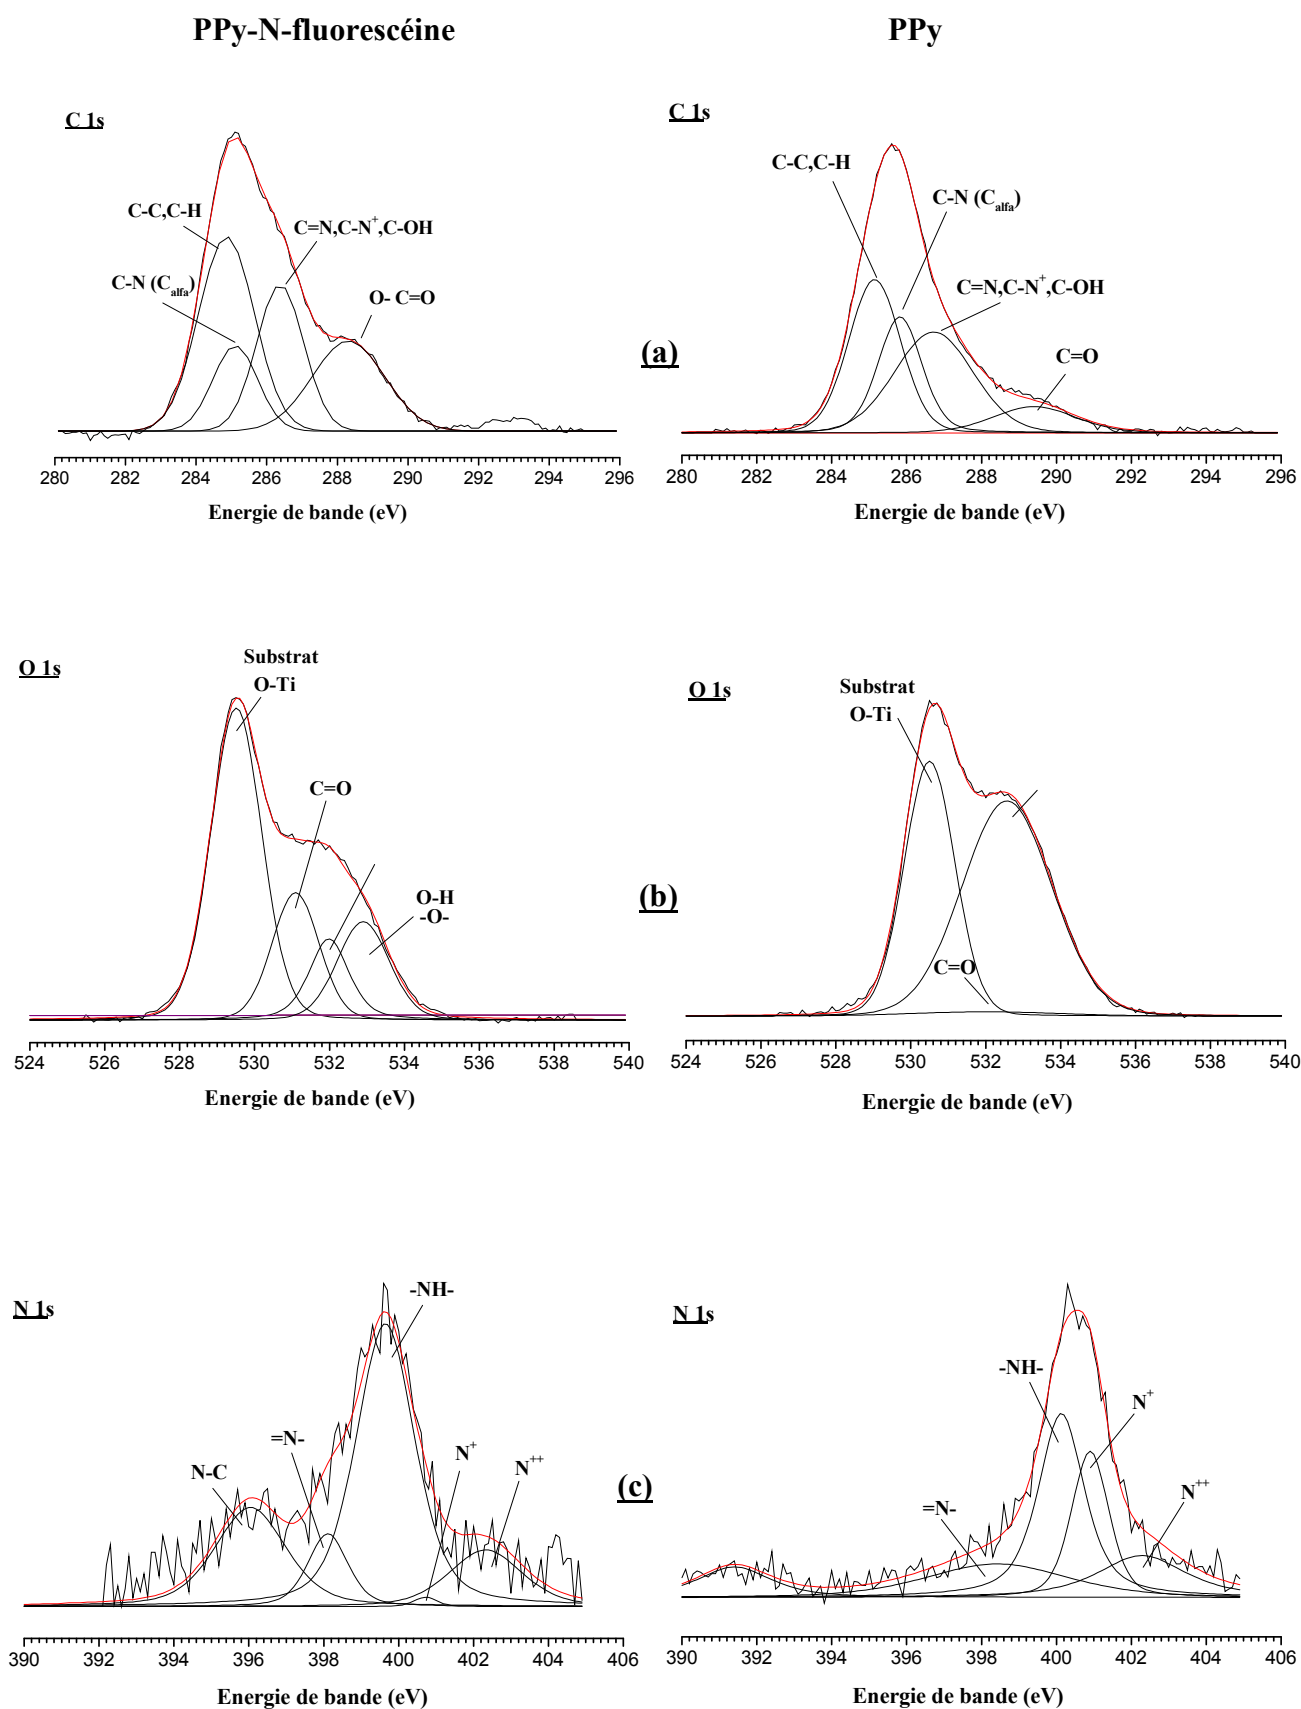 PPy-N-fluorescéine
PPy
C 1s
C-C,C-H
C-N (Calfa)
C=N,C-N+,C-OH
O- C=O
280 282 284 286 288 290 292 294 296
Energie de bande (eV)
(a)
C 1s
C-C,C-H
C-N (Calfa)
C=N,C-N+,C-OH
C=O
280 282 284 286 288 290 292 294 296
Energie de bande (eV)
O 1s
Substrat
O-Ti
C=O
O-H
-O-
524 526 528 530 532 534 536 538 540
Energie de bande (eV)
(b)
O 1s
Substrat
O-Ti
C=O
524 526 528 530 532 534 536 538 540
Energie de bande (eV)
N 1s
-NH-
=N-
N-C
N+
N++
390 392 394 396 398 400 402 404 406
Energie de bande (eV)
(c)
N 1s
-NH-
N+
N++
=N-
390 392 394 396 398 400 402 404 406
Energie de bande (eV)